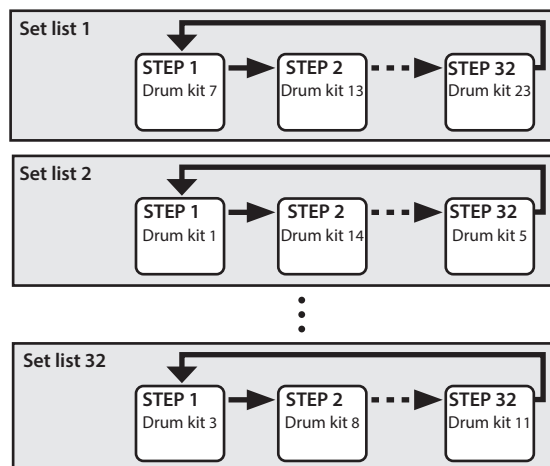 Set list 1
STEP 1
Drum kit 7
STEP 2
Drum kit 13
STEP 32
Drum kit 23
Set list 2
STEP 1
Drum kit 1
STEP 2
Drum kit 14
STEP 32
Drum kit 5
Set list 32
STEP 1
Drum kit 3
STEP 2
Drum kit 8
STEP 32
Drum kit 11